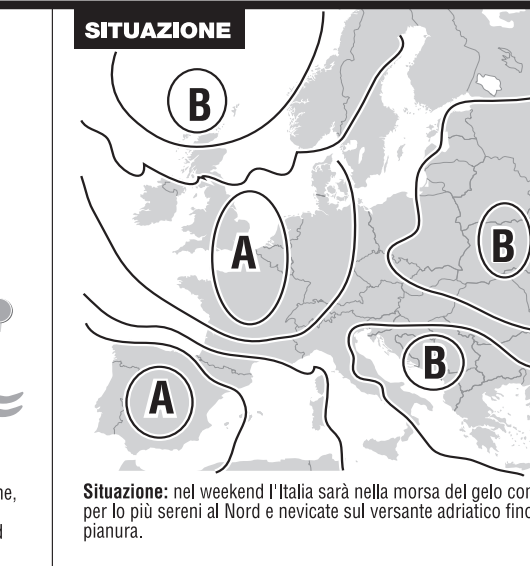 SITUAZIONE
B
A
B
B
A
ne,
Situazione: nel weekend l'Italia sarà nella morsa del gelo con
per lo più sereni al Nord e nevicate sul versante adriatico fino
d
pianura.